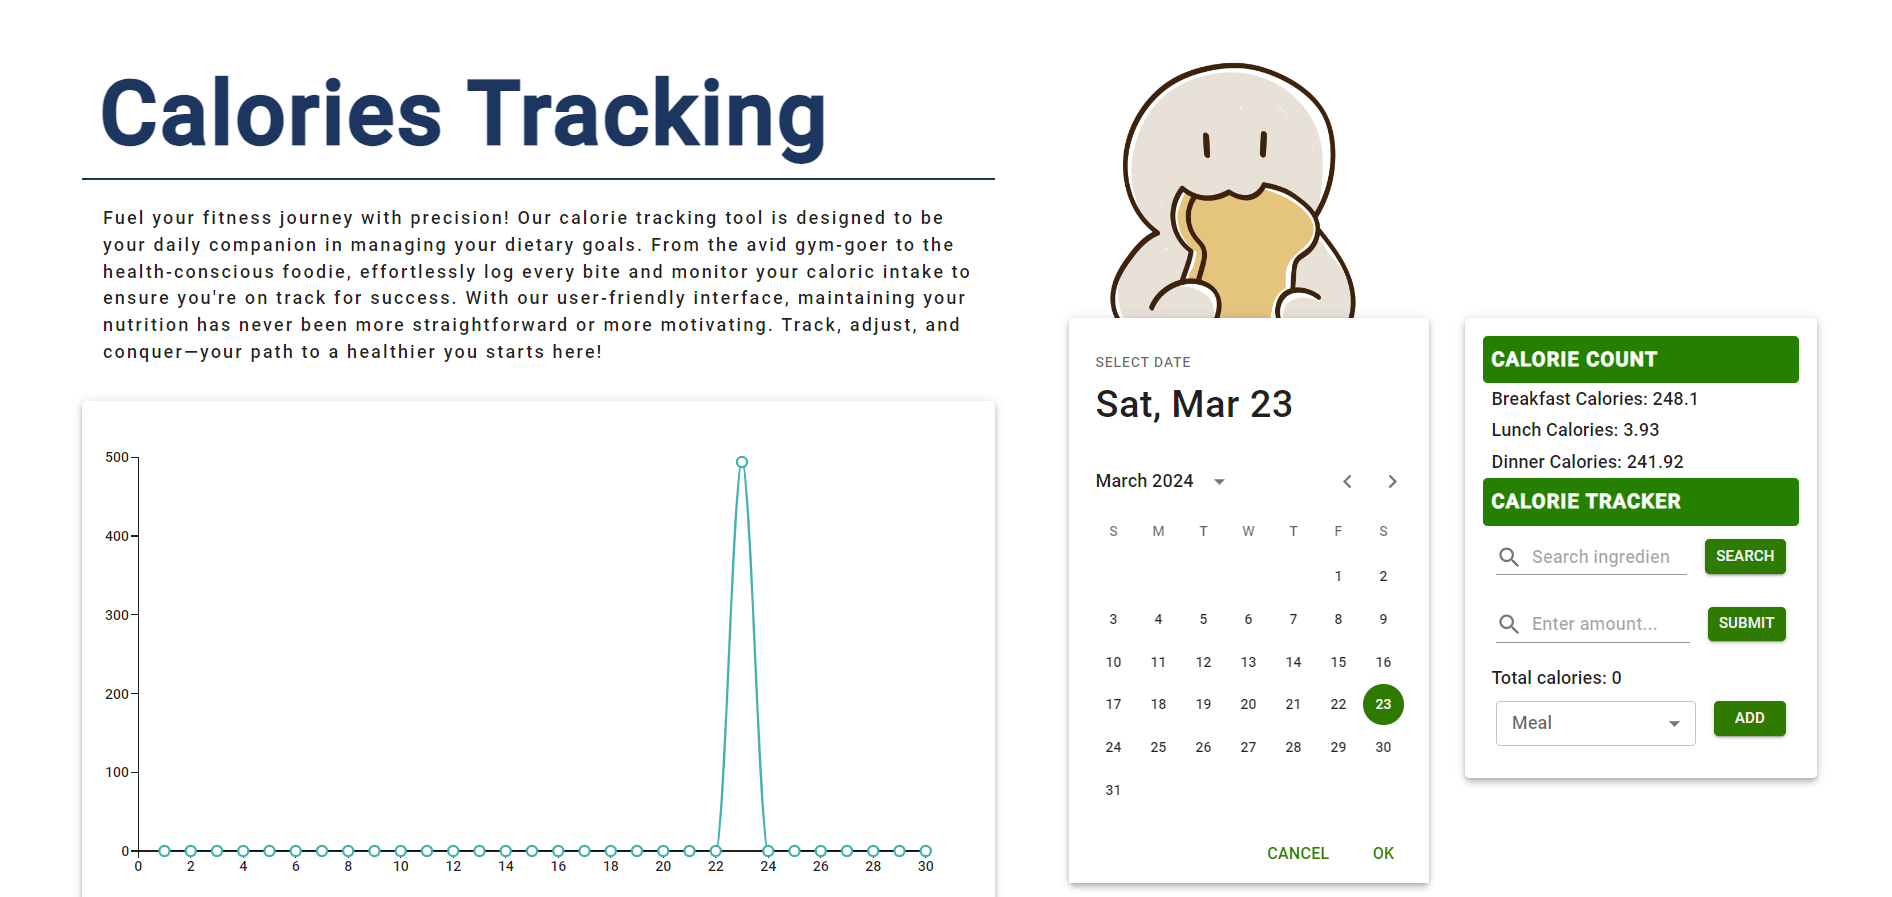 Calories Tracking
Fuel your fitness journey with precision! Our calorie tracking tool is designed to be
your daily companion in managing your dietary goals. From the avid gym-goer to the
health-conscious foodie, effortlessly log every bite and monitor your caloric intake to
ensure you're on track for success. With our user-friendly interface, maintaining your
nutrition has never been more straightforward or more motivating. Track, adjust, and
conquer—your path to a healthier you starts here!
500
400
300
200
100
0
0 2 4 6 8 10 12 14 16 18 20 22 24 26 28 30
SELECT DATE
Sat, Mar 23
March 2024
S M T W T F S
1 2
3 4 5 6 7 8 9
10 11 12 13 14 15 16
17 18 19 20 21 22 23
24 25 26 27 28 29 30
31
CANCEL OK
CALORIE COUNT
Breakfast Calories: 248.1
Lunch Calories: 3.93
Dinner Calories: 241.92
CALORIE TRACKER
Search ingredien SEARCH
Enter amount... SUBMIT
Total calories: 0
Meal ADD